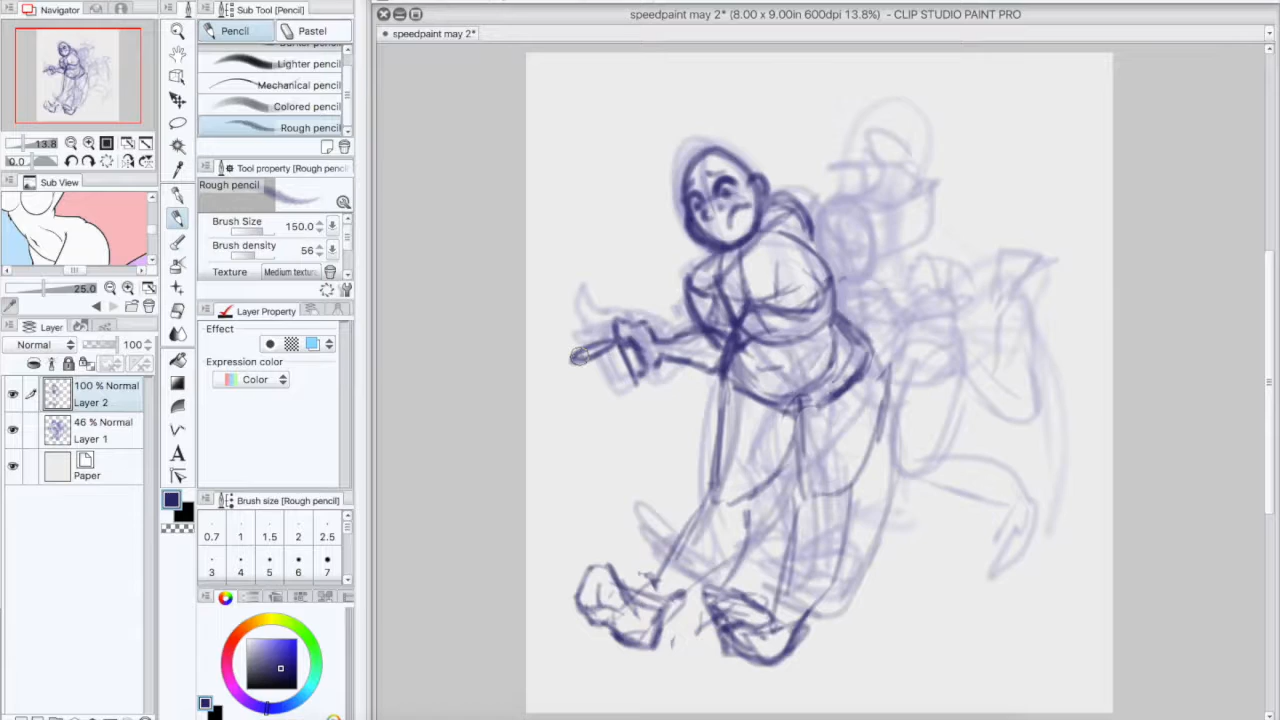 Navigator
Sub Tool [Pencil]
speedpaint may 2* (8.00 x 9.00in 600dpi 13.8%) - CLIP STUDIO PAINT PRO
Pencil
Pastel
speedpaint may 2*
Lighter pencil
Mechanical pencil
Colored pencil
Rough pencil
13.8
0.0
Tool property [Rough pencil]
Sub View
Rough pencil
Brush Size
150.0
Brush density
56
Texture
Medium textur
25.0
Layer Property
Layer
Effect
Normal
100
Expression color
Color
100 % Normal
Layer 2
46 % Normal
Layer 1
Paper
Brush size [Rough pencil]
0.7
1
1.5
2
2.5
3
4
5
6
7